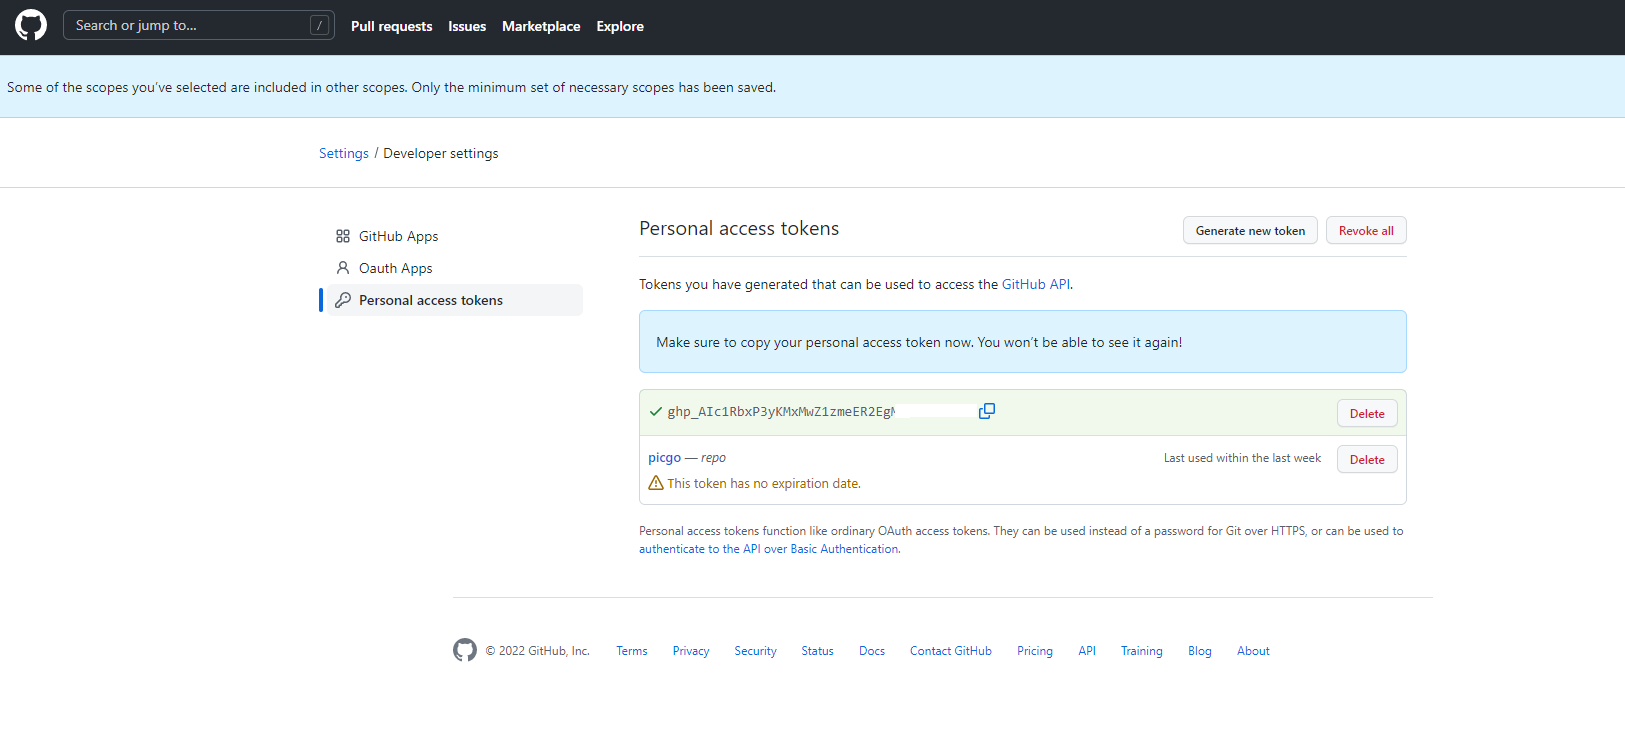 Search or jump to... /
Pull requests Issues Marketplace Explore
Some of the scopes you've selected are included in other scopes. Only the minimum set of necessary scopes has been saved.
Settings / Developer settings
GitHub Apps
Oauth Apps
Personal access tokens
Personal access tokens
Generate new token
Revoke all
Tokens you have generated that can be used to access the GitHub API.
Make sure to copy your personal access token now. You won't be able to see it again!
ghp_AIc1RbxP3yKMxMwZ1zmeER2Eg
Delete
picgo — repo
Last used within the last week
Delete
This token has no expiration date.
Personal access tokens function like ordinary OAuth access tokens. They can be used instead of a password for Git over HTTPS, or can be used to
authenticate to the API over Basic Authentication.
© 2022 GitHub, Inc. Terms Privacy Security Status Docs Contact GitHub Pricing API Training Blog About